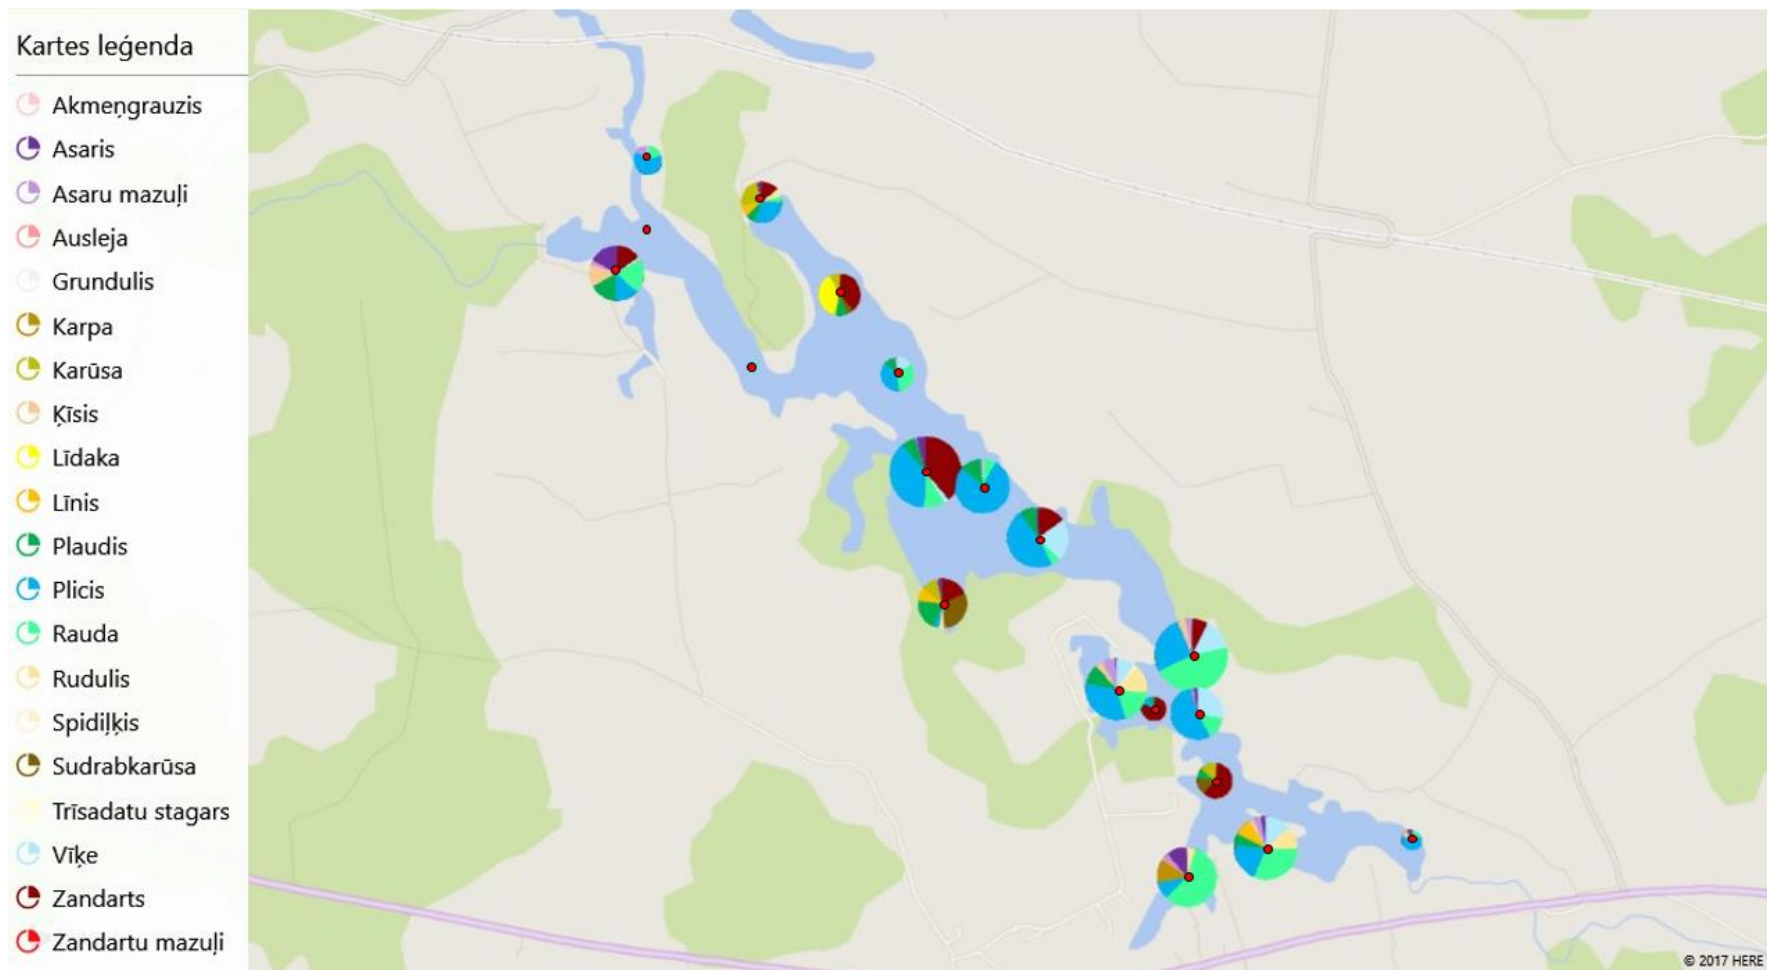 Kartes leģenda
Akmeņgrauzis
Asaris
Asaru mazuļi
Ausleja
Grundulis
Karpa
Karūsa
Ķīsis
Līdaka
Līnis
Plaudis
Plicis
Rauda
Rudulis
Spidiļķis
Sudrabkarūsa
Trīsadatu stagars
Vīķe
Zandarts
Zandartu mazuļi
© 2017 HERE